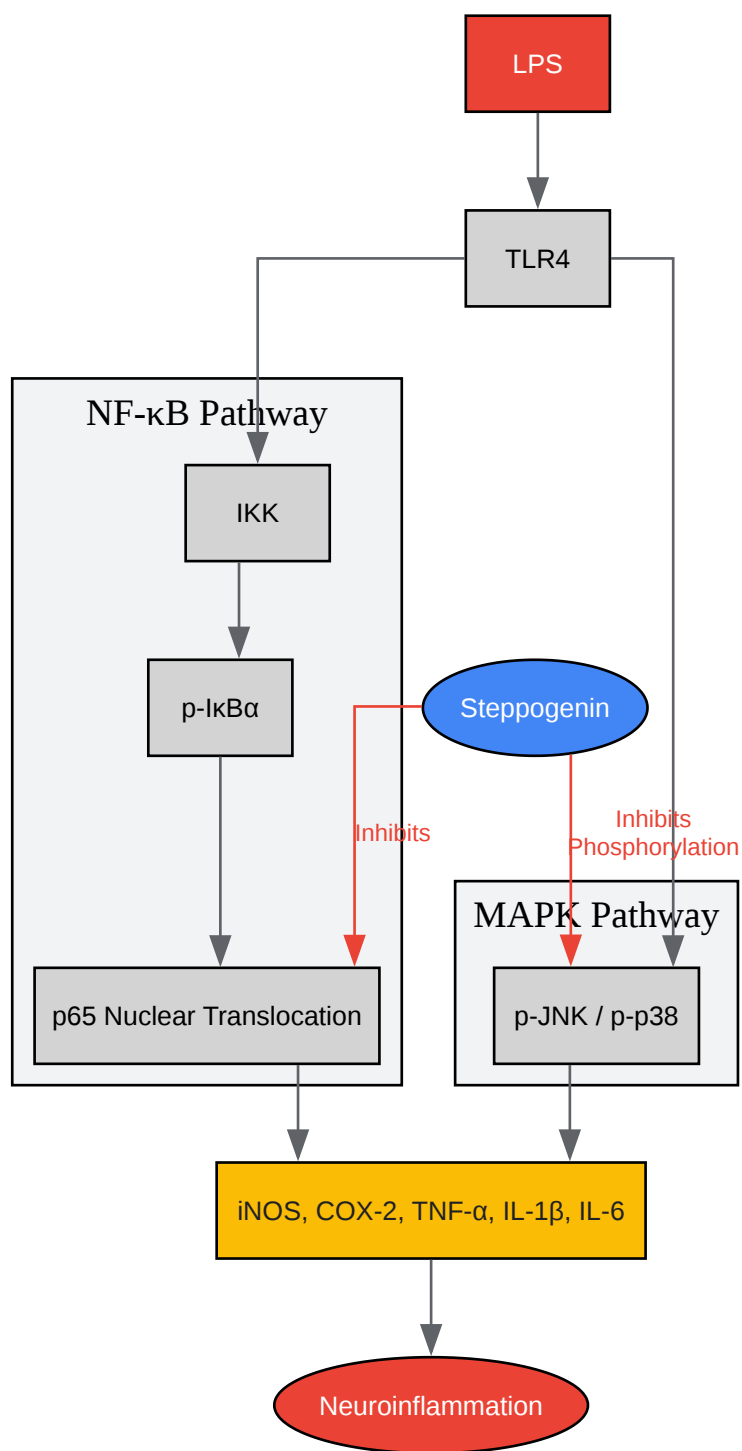 LPS
TLR4
NF-κB Pathway
IKK
p-IκBα
Steppogenin
Inhibits
Inhibits
Phosphorylation
MAPK Pathway
p65 Nuclear Translocation
p-JNK / p-p38
iNOS, COX-2, TNF-α, IL-1β, IL-6
Neuroinflammation